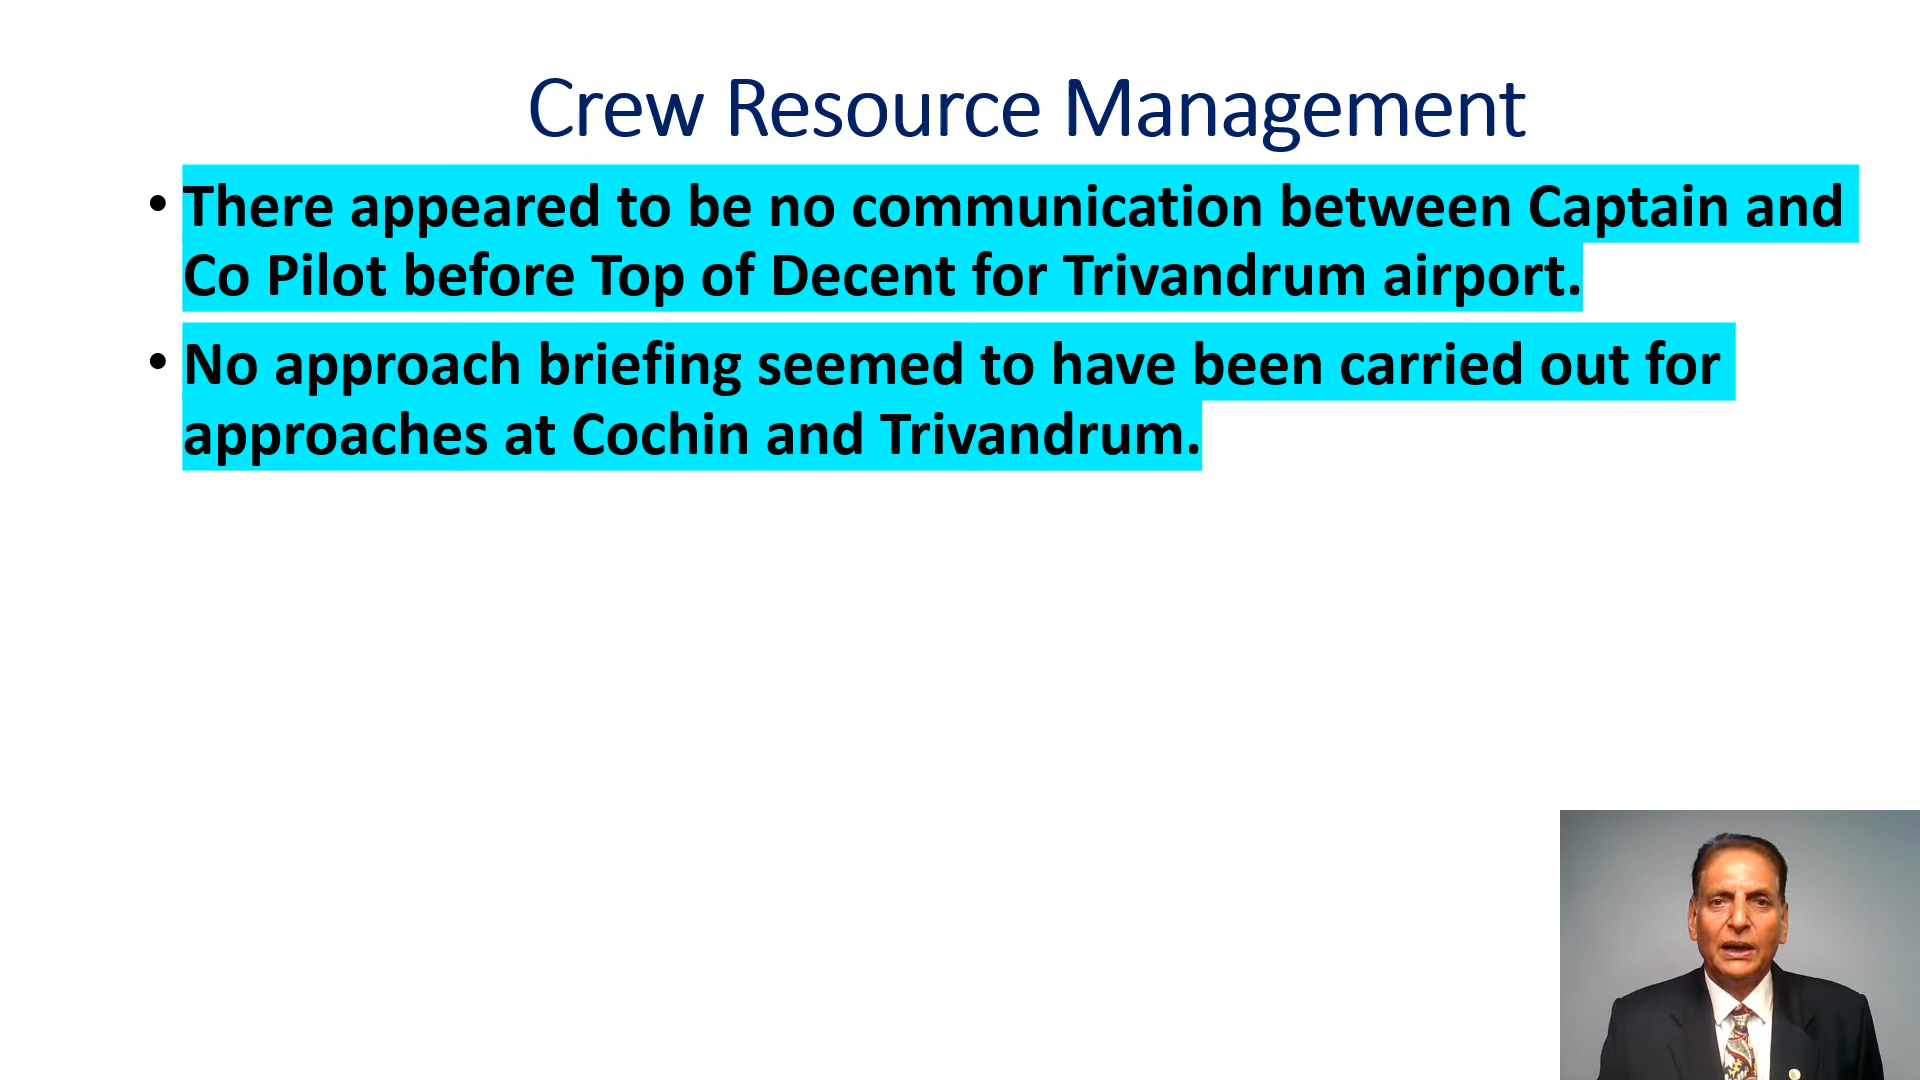 Crew Resource Management
• There appeared to be no communication between Captain and
Co Pilot before Top of Decent for Trivandrum airport.
• No approach briefing seemed to have been carried out for
approaches at Cochin and Trivandrum.